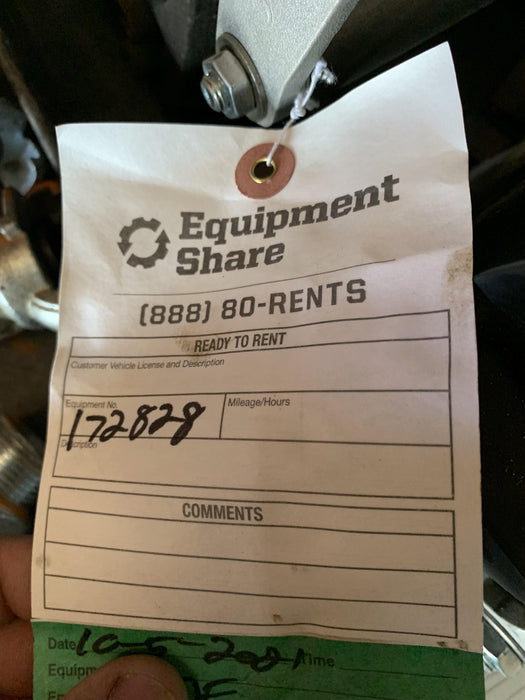 Equipment
Share
(888) 80-RENTS
READY TO RENT
Customer Vehicle License and Description
Equipment No. Mileage/Hours
172828
Description
COMMENTS
Date 10-5-2021 Time